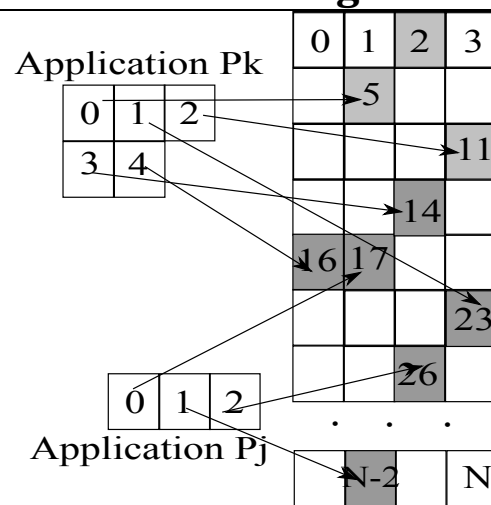 0 1 2 3
Application Pk
0 1 2
5
11
3 4
14
16 17
23
26
0 1 2
. . .
Application Pj
N-2 N